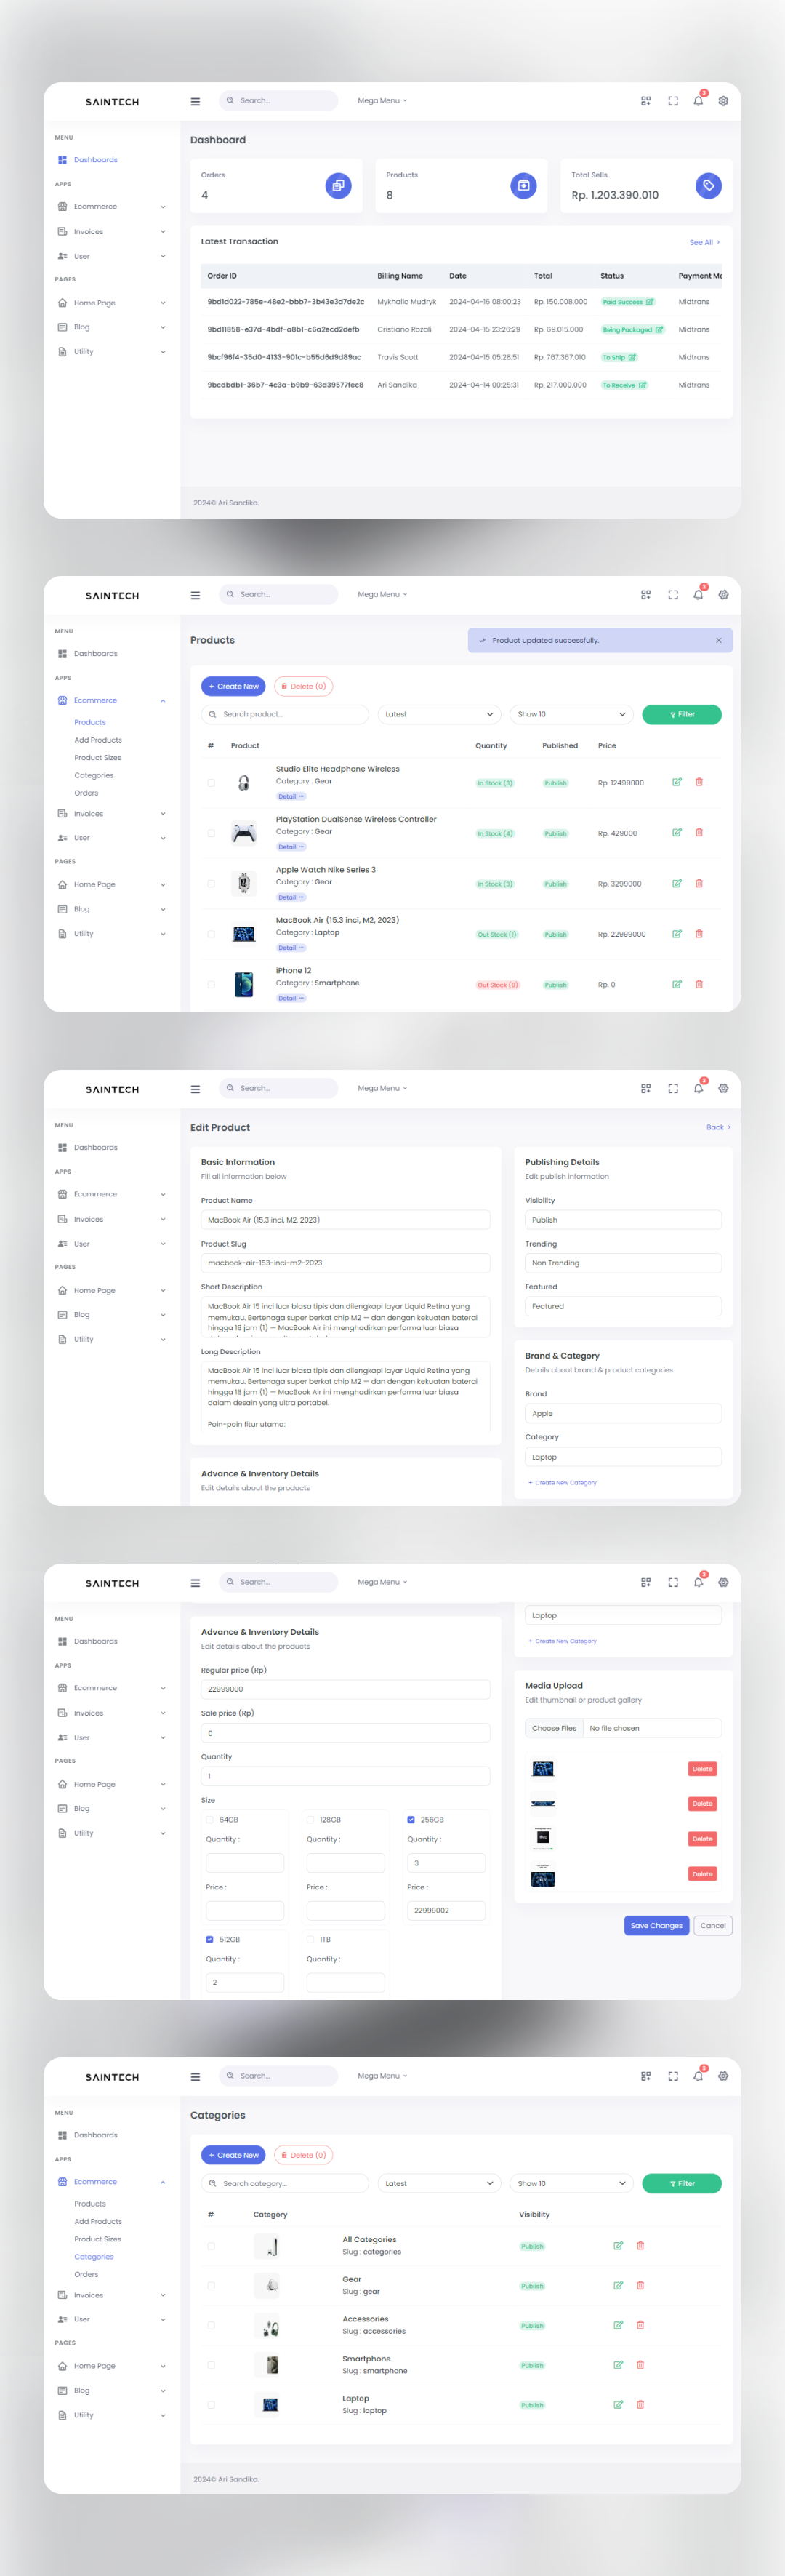 SAINTECH
Search...
Mega Menu
3
MENU
Dashboards
APPS
Ecommerce
Invoices
User
PAGES
Home Page
Blog
Utility
Dashboard
Orders
4
Products
8
Total Sells
Rp. 1.203.390.010
Latest Transaction
See All
Order ID Billing Name Date Total Status Payment Me
9bd1d022-785e-48e2-bbb7-3b43e3d7de2c Mykhailo Mudryk 2024-04-16 08:00:23 Rp. 150.008.000 Paid Success Midtrans
9bd11858-e37d-4bdf-a8b1-c6a2ecd2defb Cristiano Rozali 2024-04-15 23:26:29 Rp. 69.015.000 Being Packaged Midtrans
9bcf96f4-35d0-4133-901c-b55d6d9d89ac Travis Scott 2024-04-15 05:28:51 Rp. 767.367.010 To Ship Midtrans
9bcdbdb1-36b7-4c3a-b9b9-63d39577fec8 Ari Sandika 2024-04-14 00:25:31 Rp. 217.000.000 To Receive Midtrans
2024© Ari Sandika.
SAINTECH
Search...
Mega Menu
3
MENU
Dashboards
APPS
Ecommerce
Products
Add Products
Product Sizes
Categories
Orders
Invoices
User
PAGES
Home Page
Blog
Utility
Products
Product updated successfully.
+ Create New
Delete (0)
Search product...
Latest
Show 10
Filter
# Product Quantity Published Price
Studio Elite Headphone Wireless
Category : Gear
Detail
In Stock (3) Publish Rp. 12499000
PlayStation DualSense Wireless Controller
Category : Gear
Detail
In Stock (4) Publish Rp. 429000
Apple Watch Nike Series 3
Category : Gear
Detail
In Stock (3) Publish Rp. 3299000
MacBook Air (15.3 inci, M2, 2023)
Category : Laptop
Detail
Out Stock (1) Publish Rp. 22999000
iPhone 12
Category : Smartphone
Detail
Out Stock (0) Publish Rp. 0
SAINTECH
Search...
Mega Menu
3
MENU
Dashboards
APPS
Ecommerce
Invoices
User
PAGES
Home Page
Blog
Utility
Edit Product
Back
Basic Information
Fill all information below
Product Name
MacBook Air (15.3 inci, M2, 2023)
Product Slug
macbook-air-153-inci-m2-2023
Short Description
MacBook Air 15 inci luar biasa tipis dan dilengkapi layar Liquid Retina yang
memukau. Bertenaga super berkat chip M2 — dan dengan kekuatan baterai
hingga 18 jam (1) — MacBook Air ini menghadirkan performa luar biasa
Long Description
MacBook Air 15 inci luar biasa tipis dan dilengkapi layar Liquid Retina yang
memukau. Bertenaga super berkat chip M2 — dan dengan kekuatan baterai
hingga 18 jam (1) — MacBook Air ini menghadirkan performa luar biasa
dalam desain yang ultra portabel.
Poin-poin fitur utama:
Advance & Inventory Details
Edit details about the products
Publishing Details
Edit publish information
Visibility
Publish
Trending
Non Trending
Featured
Featured
Brand & Category
Details about brand & product categories
Brand
Apple
Category
Laptop
+ Create New Category
SAINTECH
Search...
Mega Menu
3
MENU
Dashboards
APPS
Ecommerce
Invoices
User
PAGES
Home Page
Blog
Utility
Advance & Inventory Details
Edit details about the products
Regular price (Rp)
22999000
Sale price (Rp)
0
Quantity
1
Size
64GB 128GB 256GB
Quantity : Quantity : Quantity :
3
Price : Price : Price :
22999002
512GB 1TB
Quantity : Quantity :
2
Laptop
+ Create New Category
Media Upload
Edit thumbnail or product gallery
Choose Files No file chosen
Delete
Delete
Delete
Delete
Save Changes
Cancel
SAINTECH
Search...
Mega Menu
3
MENU
Dashboards
APPS
Ecommerce
Products
Add Products
Product Sizes
Categories
Orders
Invoices
User
PAGES
Home Page
Blog
Utility
Categories
+ Create New
Delete (0)
Search category...
Latest
Show 10
Filter
# Category Visibility
All Categories
Slug : categories
Publish
Gear
Slug : gear
Publish
Accessories
Slug : accessories
Publish
Smartphone
Slug : smartphone
Publish
Laptop
Slug : laptop
Publish
2024© Ari Sandika.